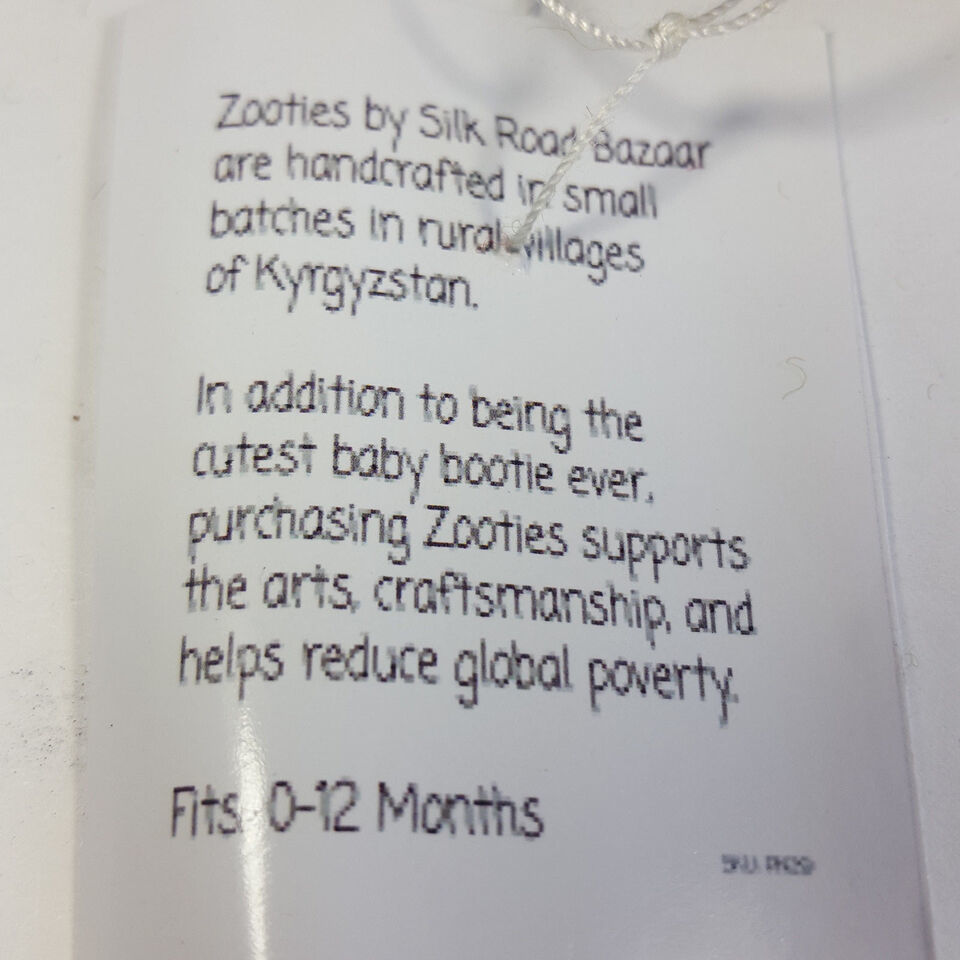 Zooties by Silk Road Bazaar
are handcrafted in small
batches in rural villages
of Kyrgyzstan.
In addition to being the
cutest baby bootie ever,
purchasing Zooties supports
the arts, craftsmanship, and
helps reduce global poverty.
Fits: 0-12 Months
SKU: